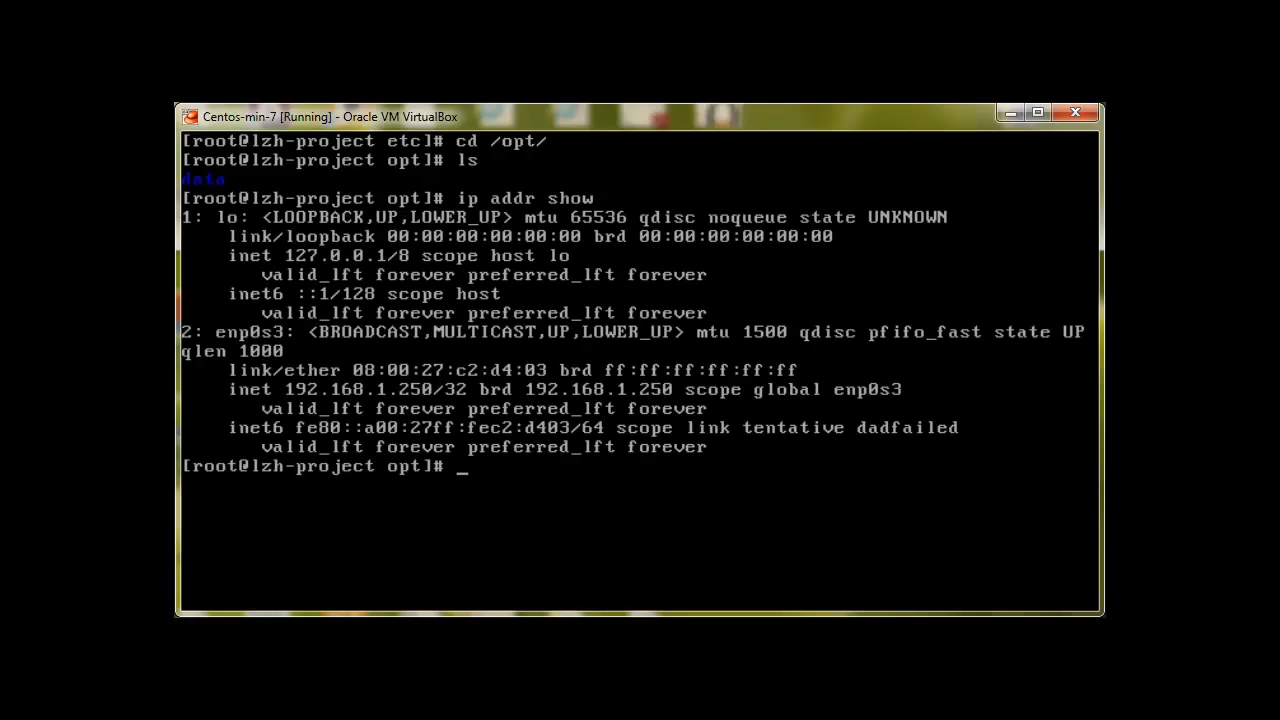 Centos-min-7 [Running] - Oracle VM VirtualBox
[root@lzh-project etc]# cd /opt/
[root@lzh-project opt]# ls
data
[root@lzh-project opt]# ip addr show
1: lo: <LOOPBACK,UP,LOWER_UP> mtu 65536 qdisc noqueue state UNKNOWN
    link/loopback 00:00:00:00:00:00 brd 00:00:00:00:00:00
    inet 127.0.0.1/8 scope host lo
       valid_lft forever preferred_lft forever
    inet6 ::1/128 scope host
       valid_lft forever preferred_lft forever
2: enp0s3: <BROADCAST,MULTICAST,UP,LOWER_UP> mtu 1500 qdisc pfifo_fast state UP
qlen 1000
    link/ether 08:00:27:c2:d4:03 brd ff:ff:ff:ff:ff:ff
    inet 192.168.1.250/32 brd 192.168.1.250 scope global enp0s3
       valid_lft forever preferred_lft forever
    inet6 fe80::a00:27ff:fec2:d403/64 scope link tentative dadfailed
       valid_lft forever preferred_lft forever
[root@lzh-project opt]# _